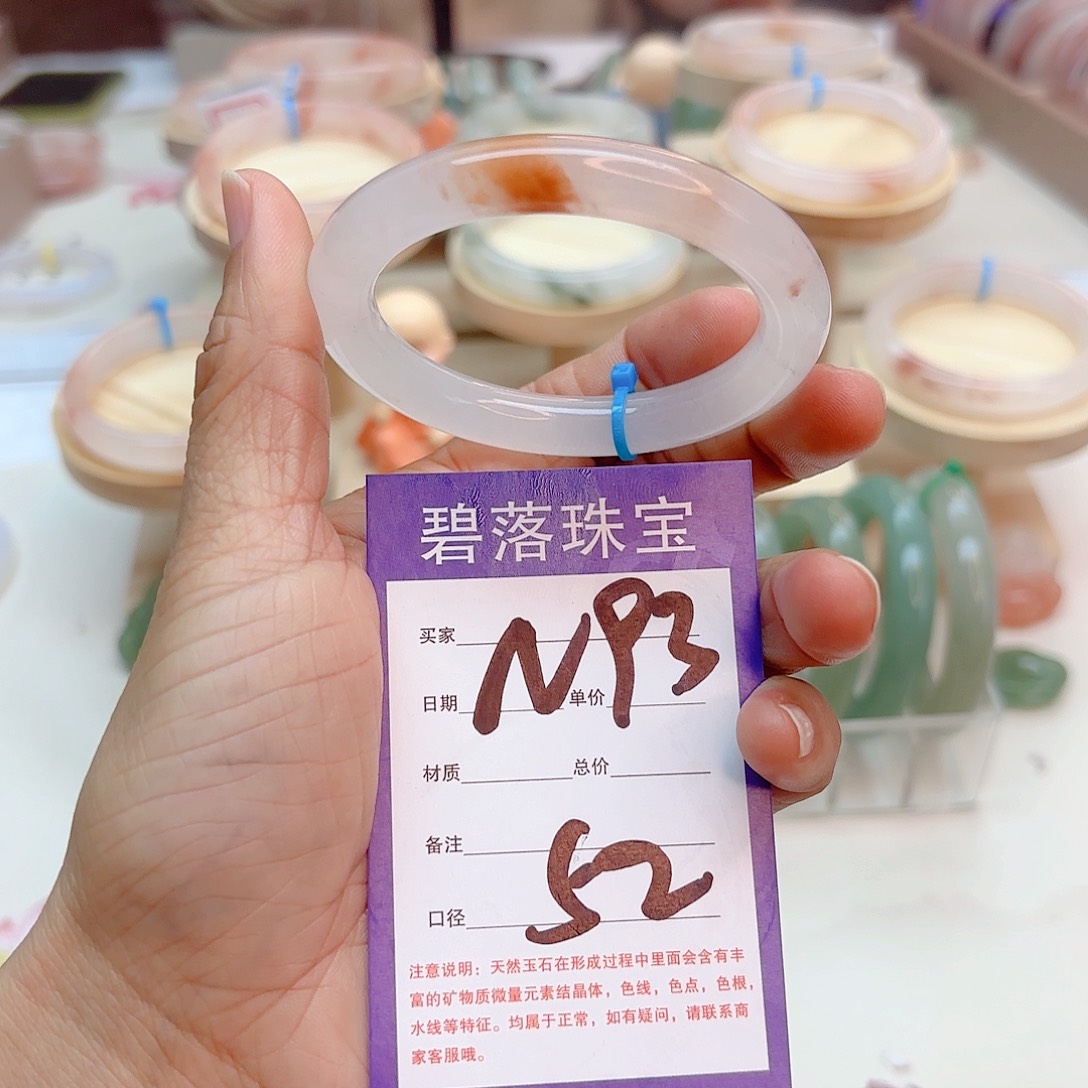 碧落珠宝
买家
NP3
日期 单价
材质 总价
备注
52
口径
注意说明：天然玉石在形成过程中里面会含有丰
富的矿物质微量元素结晶体，色线，色点，色根，
水线等特征。均属于正常，如有疑问，请联系商
家客服哦。